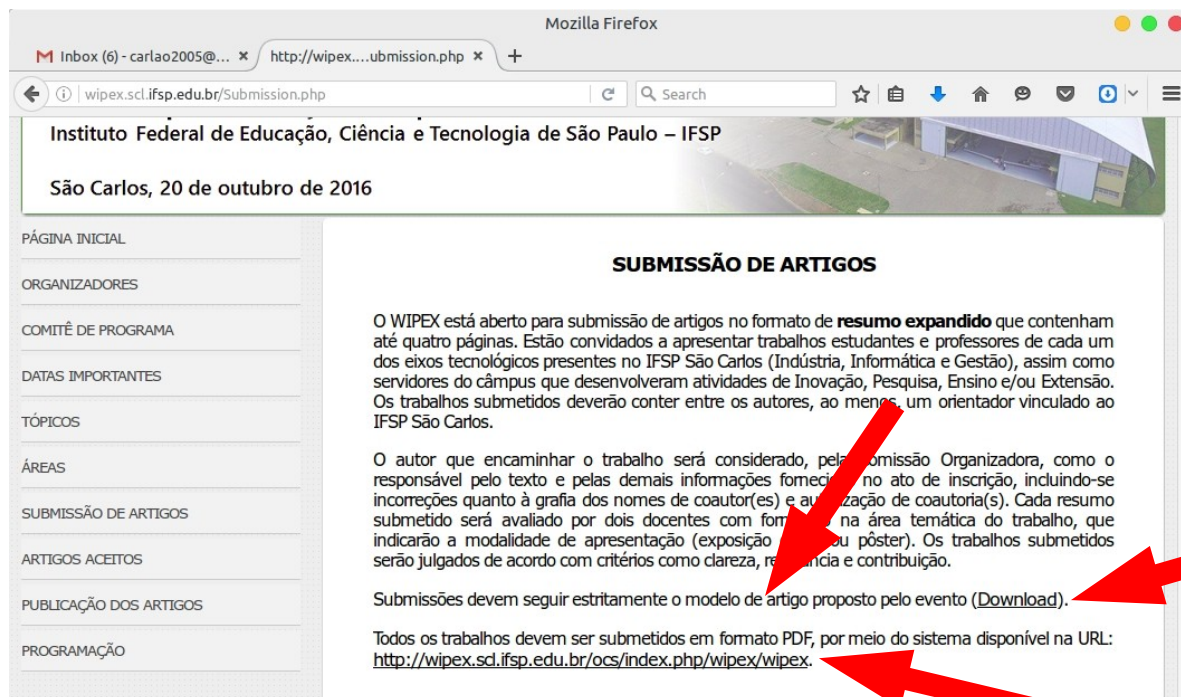 Mozilla Firefox
Inbox (6) - carlao2005@... ×
http://wipex....ubmission.php ×
+
wipex.scl.ifsp.edu.br/Submission.php
Search
Instituto Federal de Educação, Ciência e Tecnologia de São Paulo – IFSP
São Carlos, 20 de outubro de 2016
PÁGINA INICIAL
ORGANIZADORES
COMITÊ DE PROGRAMA
DATAS IMPORTANTES
TÓPICOS
ÁREAS
SUBMISSÃO DE ARTIGOS
ARTIGOS ACEITOS
PUBLICAÇÃO DOS ARTIGOS
PROGRAMAÇÃO
SUBMISSÃO DE ARTIGOS
O WIPEX está aberto para submissão de artigos no formato de resumo expandido que contenham
até quatro páginas. Estão convidados a apresentar trabalhos estudantes e professores de cada um
dos eixos tecnológicos presentes no IFSP São Carlos (Indústria, Informática e Gestão), assim como
servidores do câmpus que desenvolveram atividades de Inovação, Pesquisa, Ensino e/ou Extensão.
Os trabalhos submetidos deverão conter entre os autores, ao menos, um orientador vinculado ao
IFSP São Carlos.
O autor que encaminhar o trabalho será considerado, pela Comissão Organizadora, como o
responsável pelo texto e pelas demais informações no ato de inscrição, incluindo-se
incorreções quanto à grafia dos nomes de coautor(es) e autorização de coautoria(s). Cada resumo
submetido será avaliado por dois docentes com na área temática do trabalho, que
indicarão a modalidade de apresentação (exposição ou pôster). Os trabalhos submetidos
serão julgados de acordo com critérios como clareza, relevância e contribuição.
Submissões devem seguir estritamente o modelo de artigo proposto pelo evento (Download).
Todos os trabalhos devem ser submetidos em formato PDF, por meio do sistema disponível na URL:
http://wipex.scl.ifsp.edu.br/ocs/index.php/wipex/wipex.